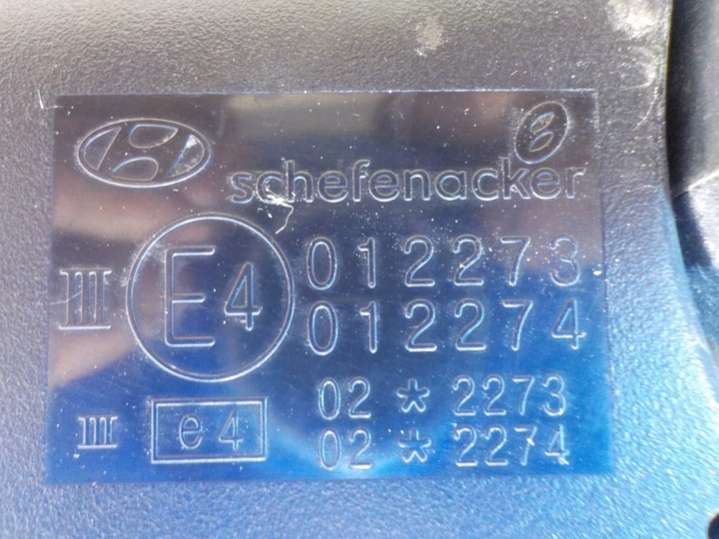 schefenacker
III E4 012273
012274
III e4 02 * 2273
02 * 2274